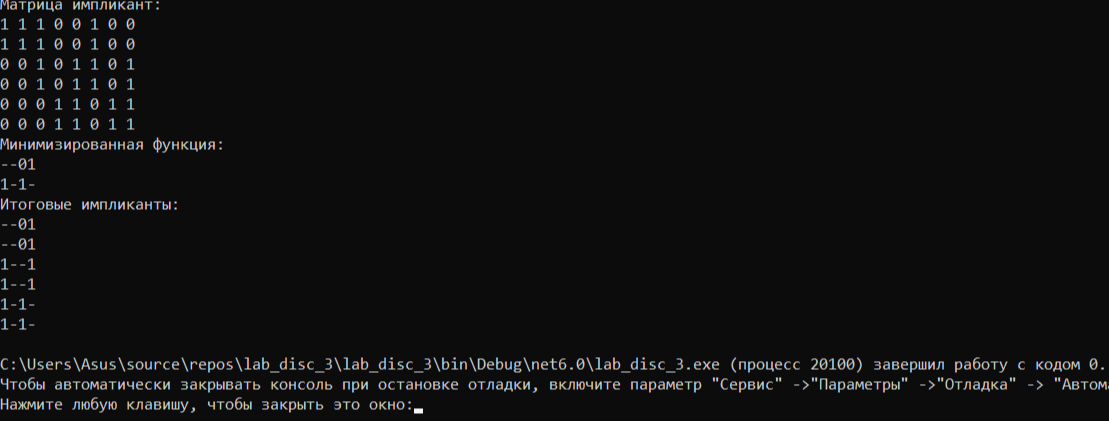 Матрица импликант:
1 1 1 0 0 1 0 0
1 1 1 0 0 1 0 0
0 0 1 0 1 1 0 1
0 0 1 0 1 1 0 1
0 0 0 1 1 0 1 1
0 0 0 1 1 0 1 1
Минимизированная функция:
--01
1-1-
Итоговые импликанты:
--01
--01
1--1
1--1
1-1-
1-1-
C:\Users\Asus\source\repos\lab_disc_3\lab_disc_3\bin\Debug\net6.0\lab_disc_3.exe (процесс 20100) завершил работу с кодом 0.
Чтобы автоматически закрывать консоль при остановке отладки, включите параметр "Сервис" ->"Параметры" ->"Отладка" -> "Автома
Нажмите любую клавишу, чтобы закрыть это окно: